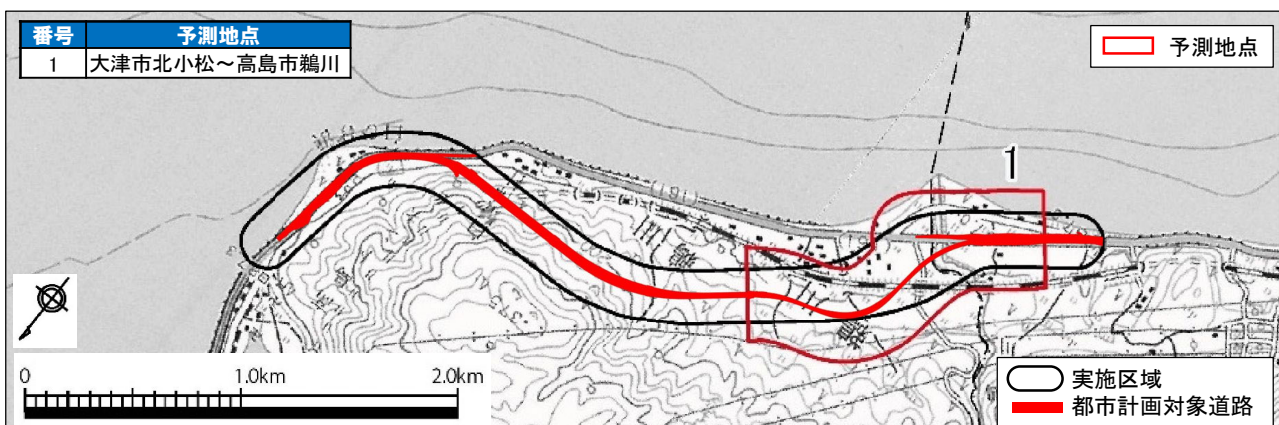 番号 予測地点
1 大津市北小松～高島市鵜川
予測地点
1
鵜
川
0 1.0km 2.0km
実施区域
都市計画対象道路